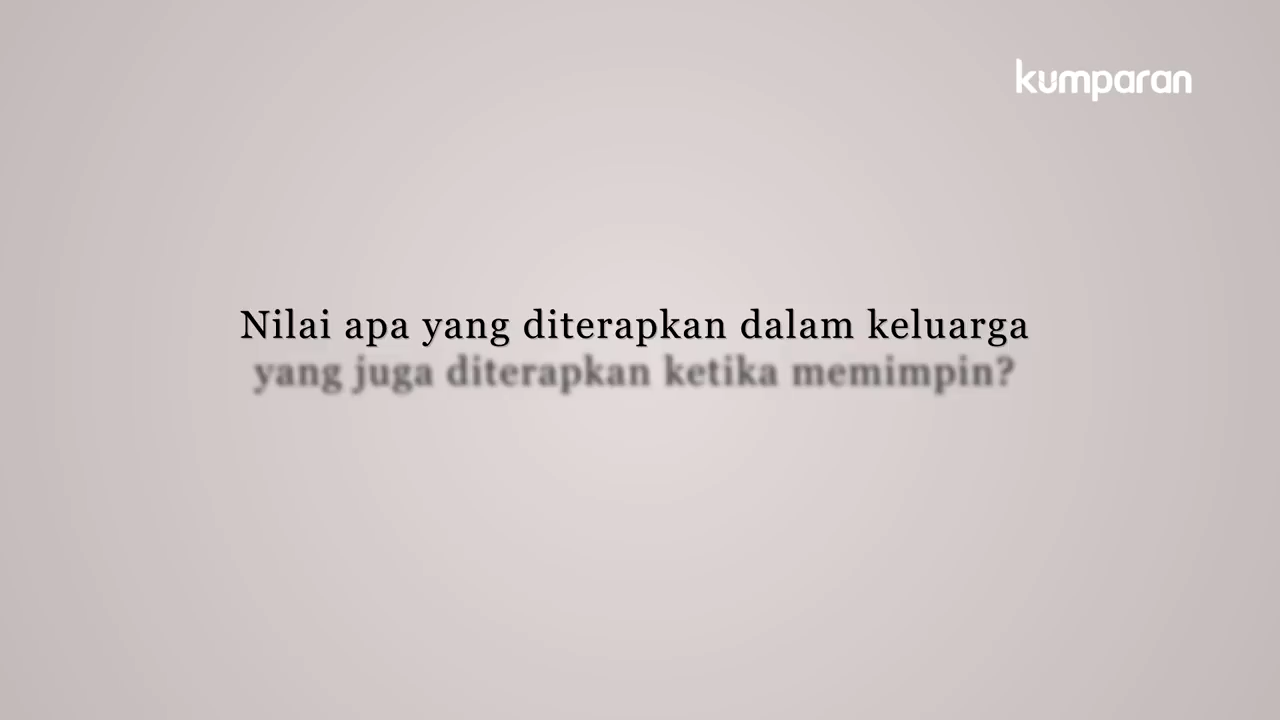 kumparan
Nilai apa yang diterapkan dalam keluarga
yang juga diterapkan ketika memimpin?